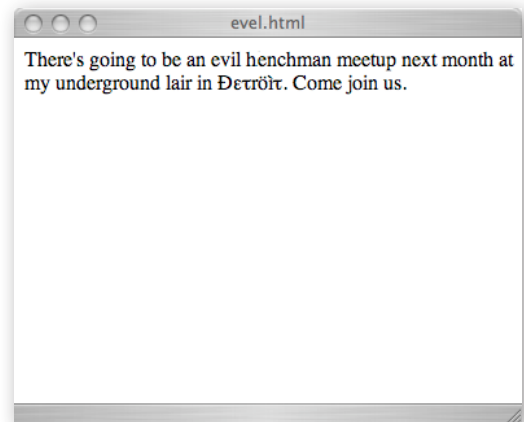 evel.html
There's going to be an evil henchman meetup next month at
my underground lair in Ðετröìτ. Come join us.